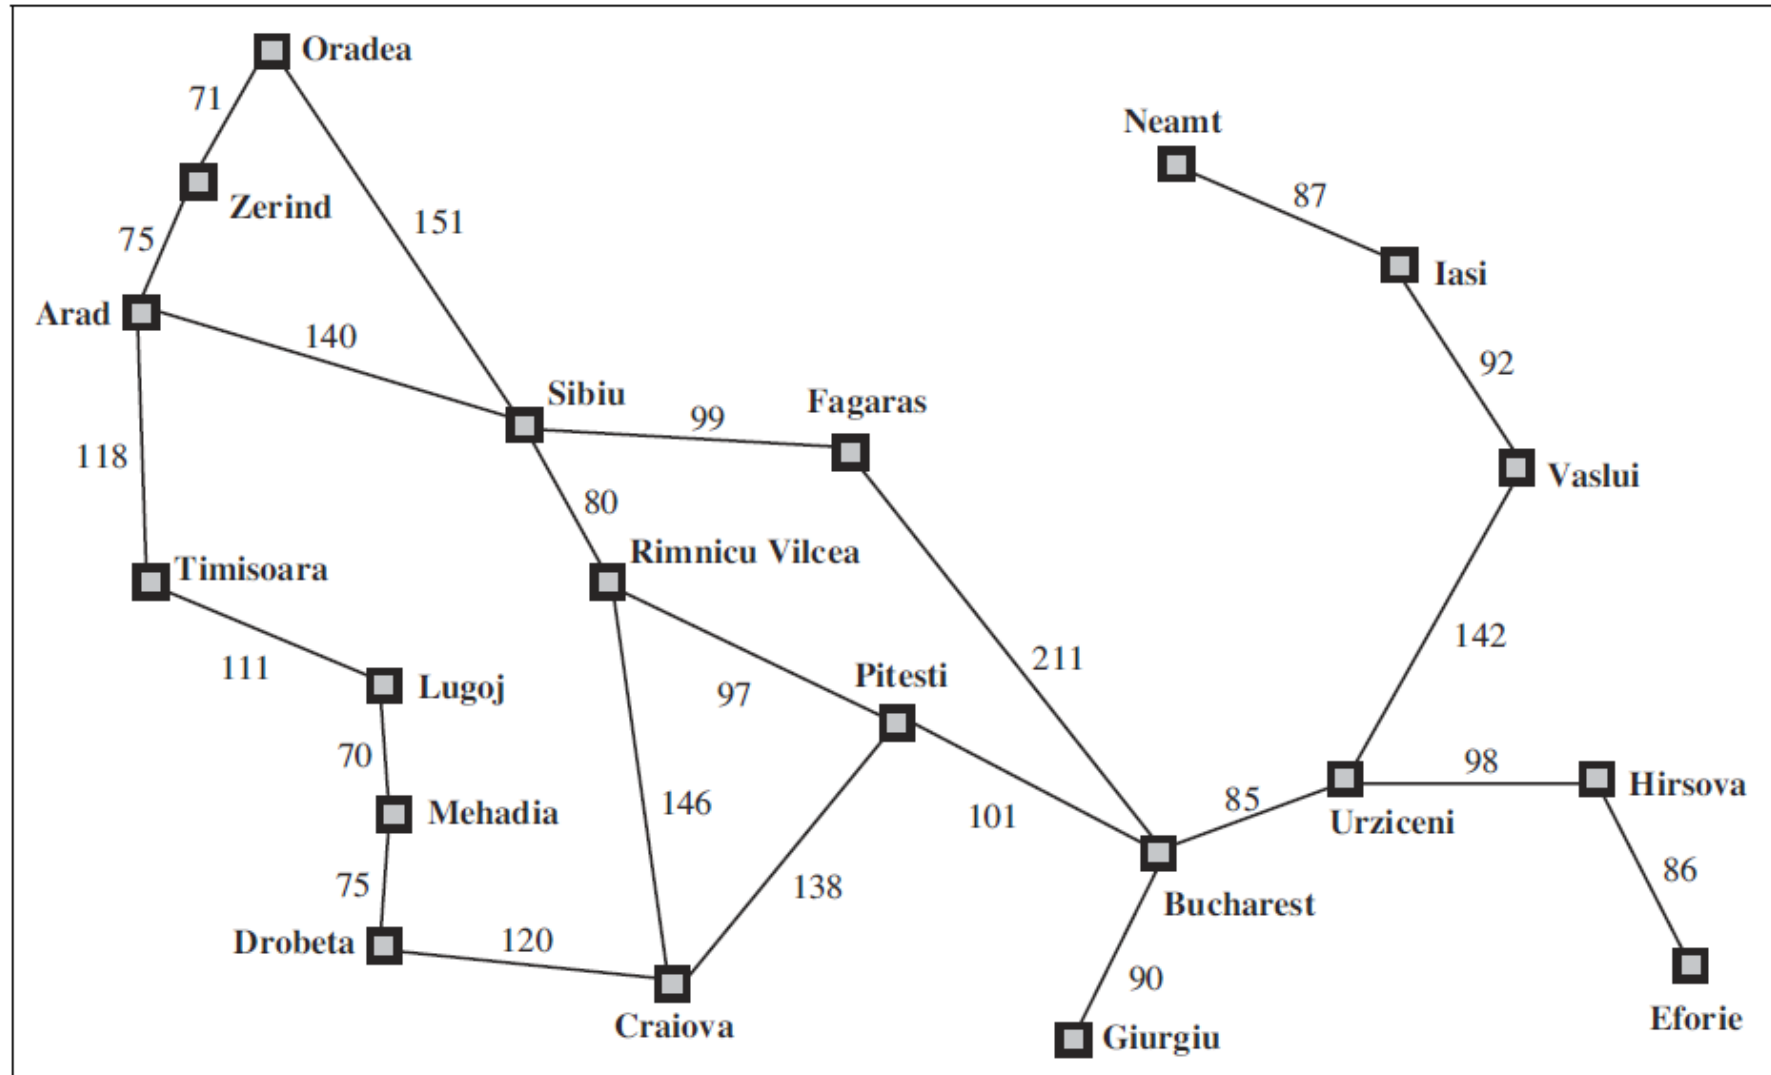 Oradea
71
Neamt
87
Zerind
151
75
Iasi
Arad
140
92
Sibiu
Fagaras
99
118
Vaslui
80
Rimnicu Vilcea
Timisoara
142
211
111
Pitesti
Lugoj
97
70
98
Hirsova
146
85
Mehadia
101
Urziceni
86
75
138
Bucharest
Drobeta
120
90
Craiova
Giurgiu
Eforie